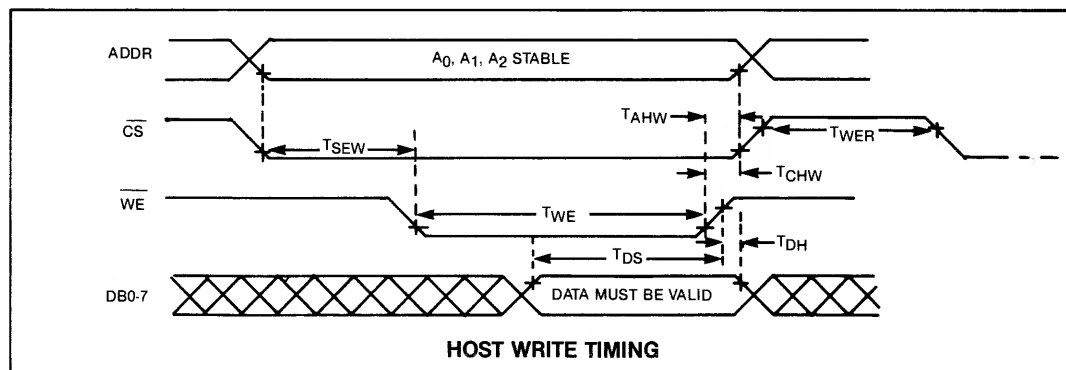 ADDR
A0, A1, A2 STABLE
CS
TAHW
TWER
TSEW
TCHW
WE
TWE
TDH
TDS
DB0-7
DATA MUST BE VALID
HOST WRITE TIMING